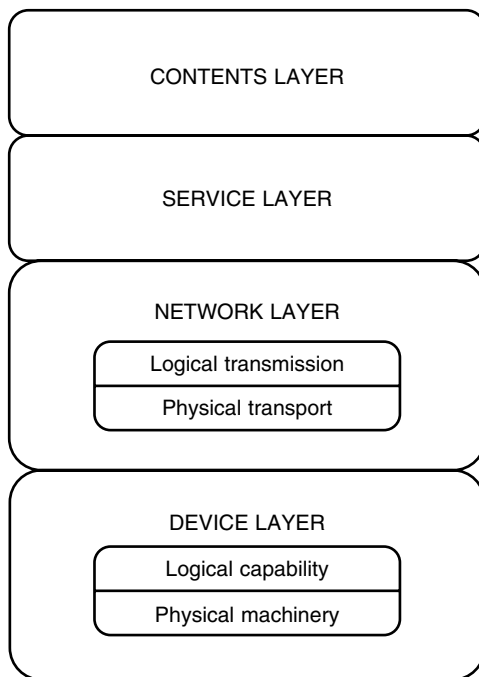 CONTENTS LAYER
SERVICE LAYER
NETWORK LAYER
Logical transmission
Physical transport
DEVICE LAYER
Logical capability
Physical machinery